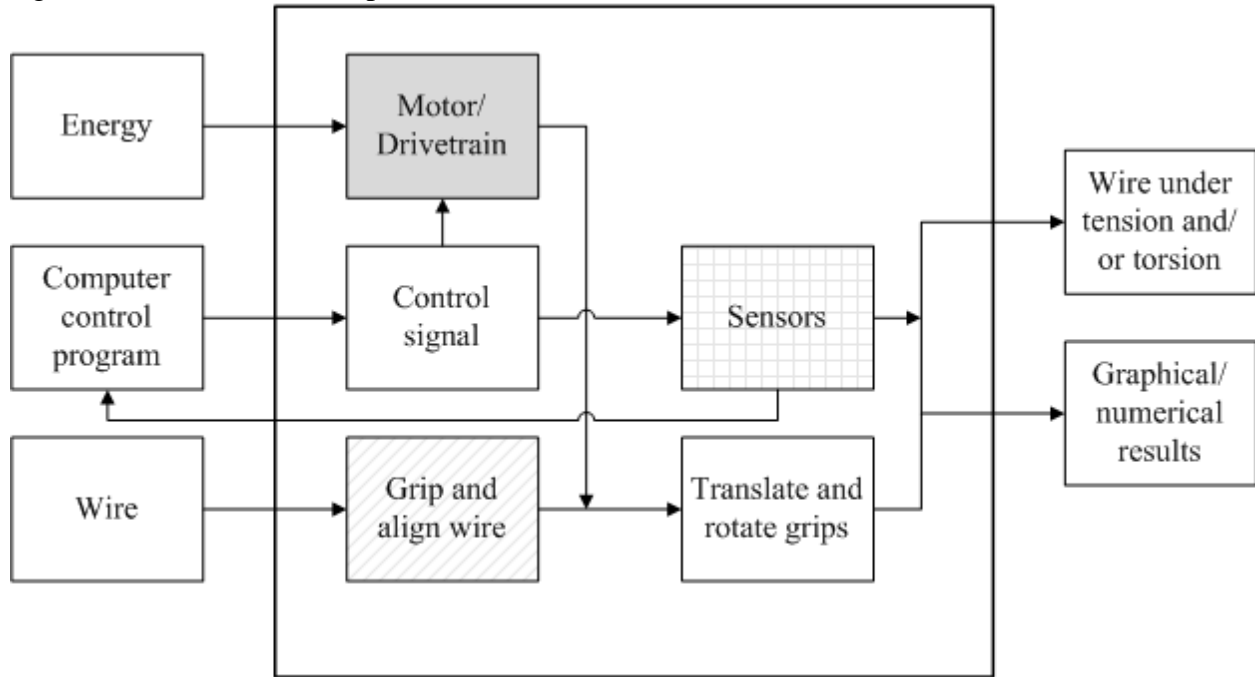 Energy
Motor/
Drivetrain
Wire under
tension and/
or torsion
Computer
control
program
Control
signal
Sensors
Graphical/
numerical
results
Wire
Grip and
align wire
Translate and
rotate grips